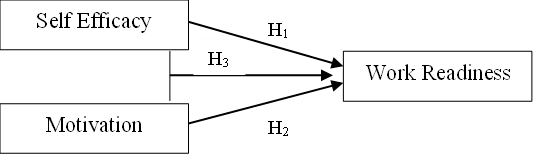 Self Efficacy
H₁
H₃
Work Readiness
Motivation
H₂